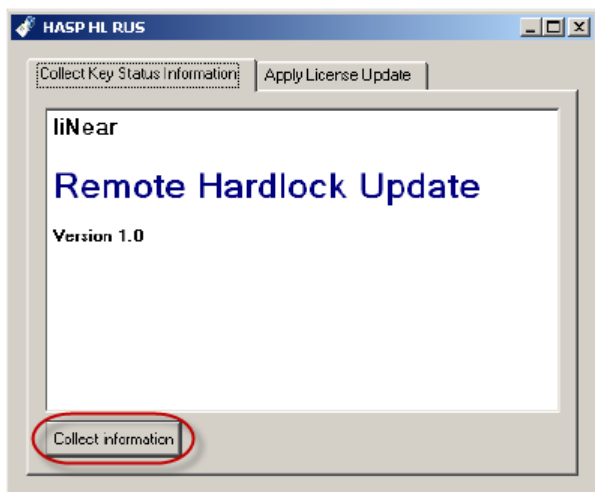 HASP HL RUS
Collect Key Status Information Apply License Update
liNear
Remote Hardlock Update
Version 1.0
Collect information